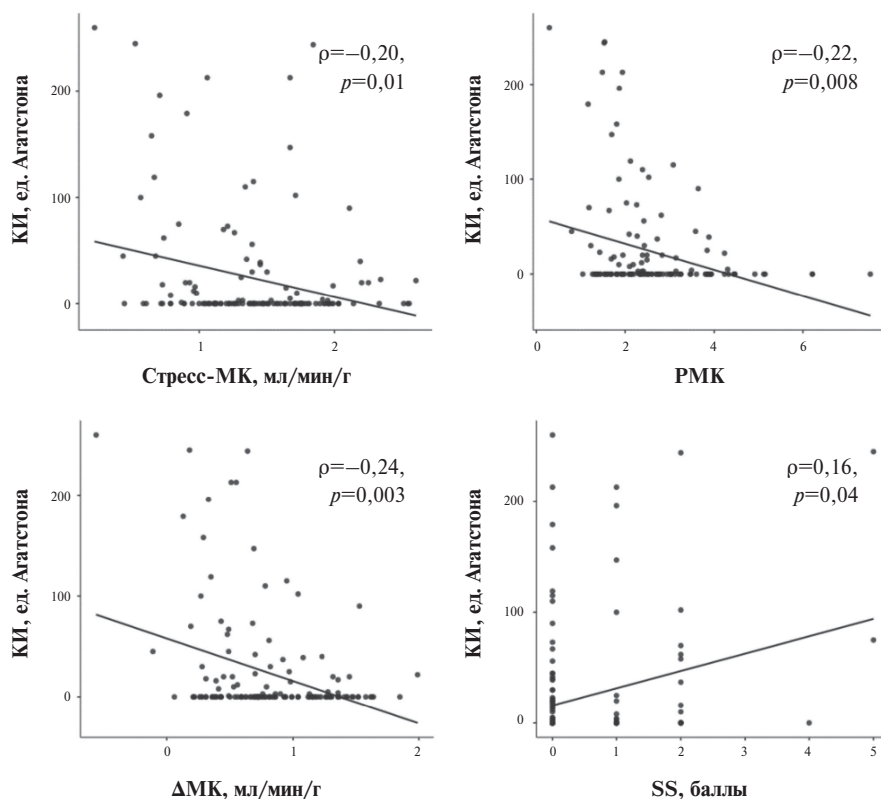 КИ, ед. Агатстона
200
100
0
ρ=−0,20,
p=0,01
1
2
Стресс-МК, мл/мин/г
КИ, ед. Агатстона
200
100
0
ρ=−0,22,
p=0,008
0
2
4
6
РМК
КИ, ед. Агатстона
200
100
0
ρ=−0,24,
p=0,003
0
1
2
ΔМК, мл/мин/г
КИ, ед. Агатстона
200
100
0
ρ=0,16,
p=0,04
0
1
2
3
4
5
SS, баллы